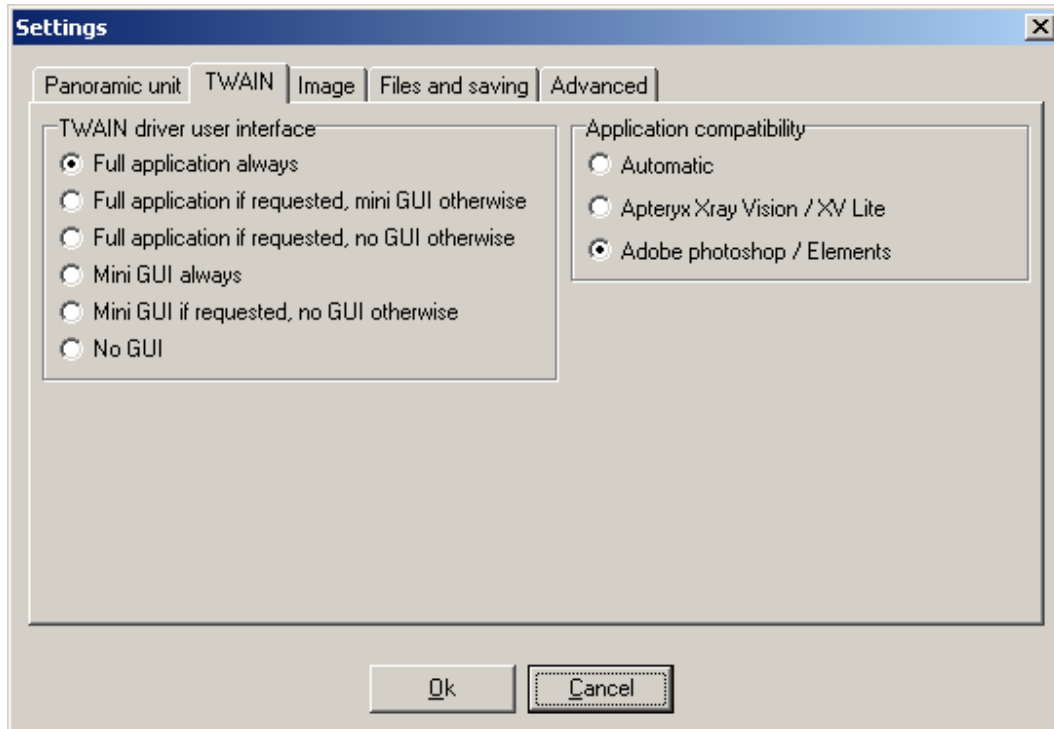 Settings
Panoramic unit TWAIN Image Files and saving Advanced
TWAIN driver user interface
Full application always
Full application if requested, mini GUI otherwise
Full application if requested, no GUI otherwise
Mini GUI always
Mini GUI if requested, no GUI otherwise
No GUI
Application compatibility
Automatic
Apteryx Xray Vision / XV Lite
Adobe photoshop / Elements
Ok Cancel